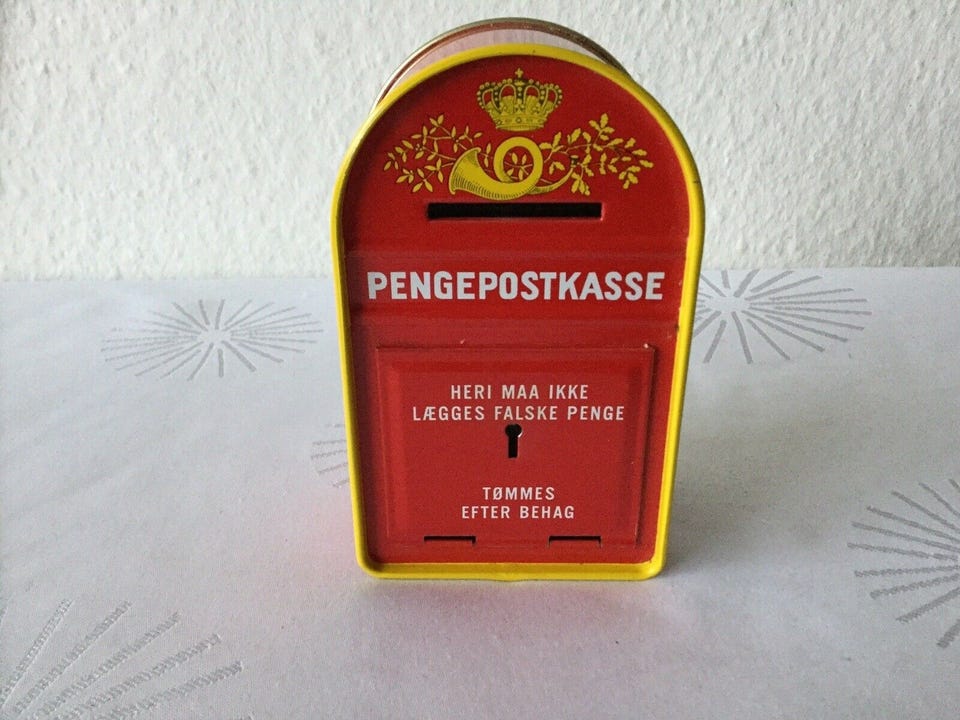 PENGEPOSTKASSE
HERI MAA IKKE
LÆGGES FALSKE PENGE
TØMMES
EFTER BEHAG